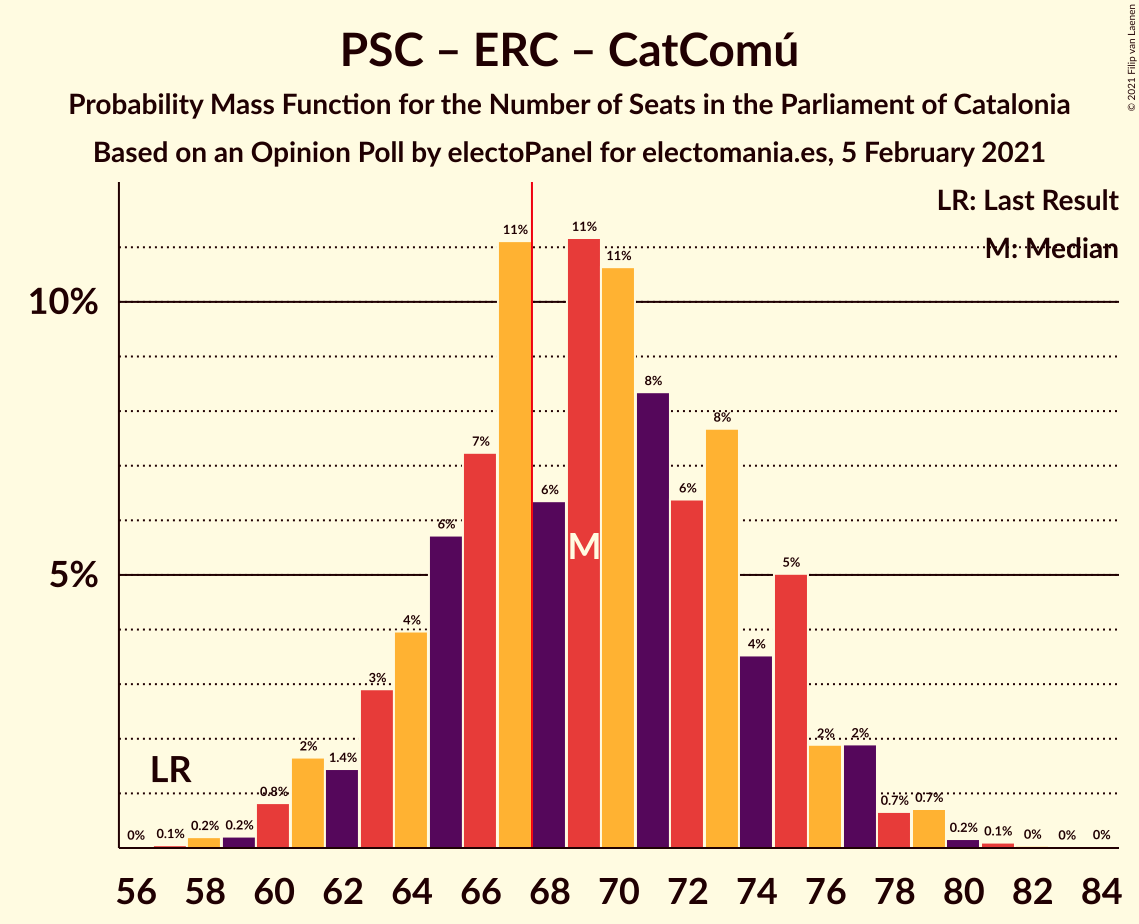 PSC – ERC – CatComú
Probability Mass Function for the Number of Seats in the Parliament of Catalonia
Based on an Opinion Poll by electoPanel for electomania.es, 5 February 2021
© 2021 Filip van Laenen
LR: Last Result
M: Median
10%
5%
0% 0.1% 0.2% 0.2% 0.8% 2% 1.4% 3% 4% 6% 7% 11% 6% 11% 11% 8% 6% 8% 4% 5% 2% 2% 0.7% 0.7% 0.2% 0.1% 0% 0% 0%
LR
M
56 58 60 62 64 66 68 70 72 74 76 78 80 82 84